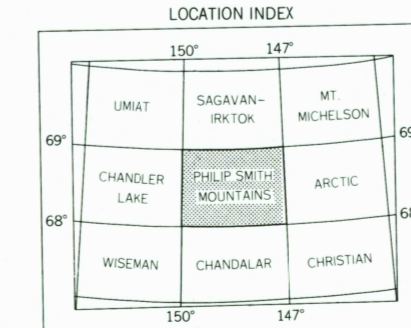 LOCATION INDEX
150° 147°
UMIAT
SAGAVAN-
IRKTOK
MT.
MICHELSON
69° 69
CHANDLER
LAKE
PHILIP SMITH
MOUNTAINS
ARCTIC
68° 68
WISEMAN CHANDALAR CHRISTIAN
150° 147°